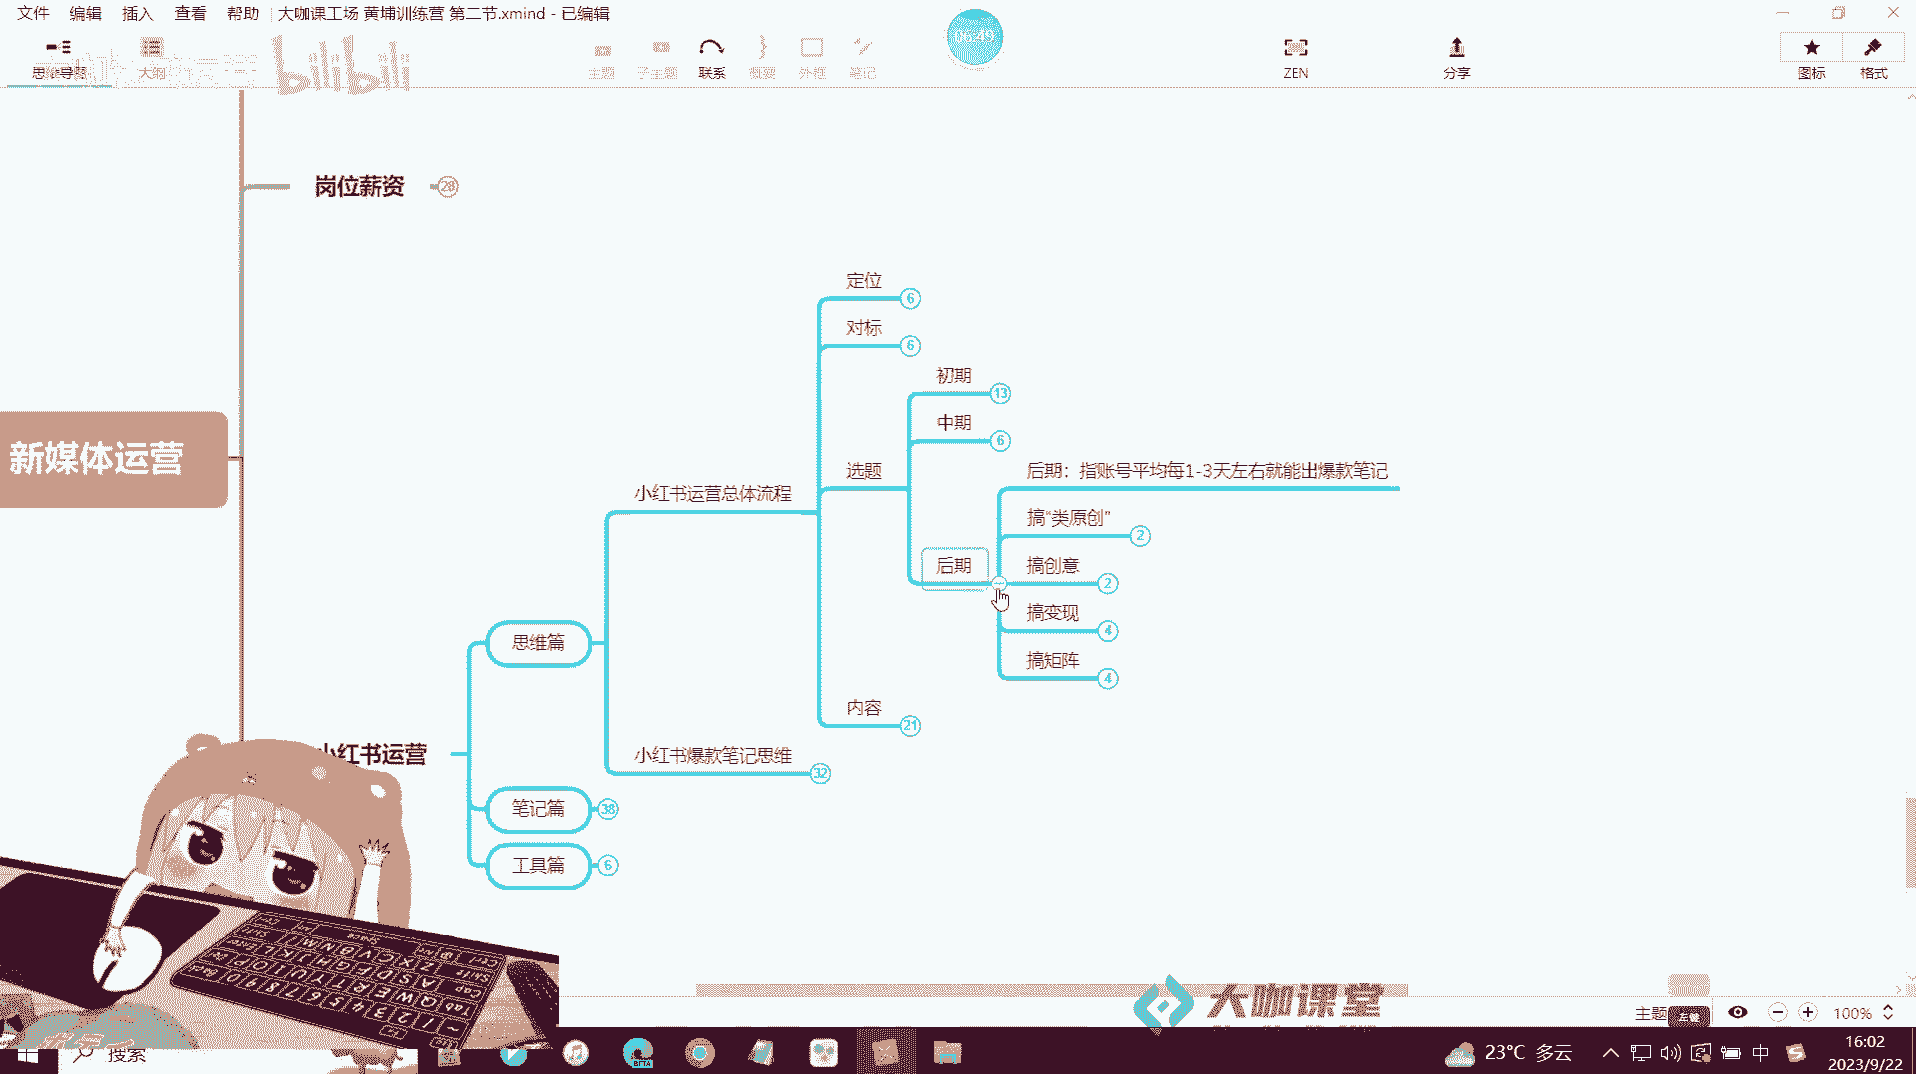 文件 编辑 插入 查看 帮助 大咖课工场 黄埔训练营 第二节.xmind - 已编辑
06:49
思维导图 大纲 主题 子主题 联系 概要 外框 笔记 ZEN 分享 图标 格式
bilibili
岗位薪资 28
定位 6
对标 6
初期 13
中期 6
选题
后期：指账号平均每1-3天左右就能出爆款笔记
新媒体运营
小红书运营总体流程
搞“类原创” 2
后期
搞创意 2
搞变现 4
思维篇
搞矩阵 4
内容 21
小红书运营
小红书爆款笔记思维 32
笔记篇 38
工具篇 6
大咖课堂
主题 左键 100%
搜索
BETA
23°C 多云 中 16:02
2023/9/22